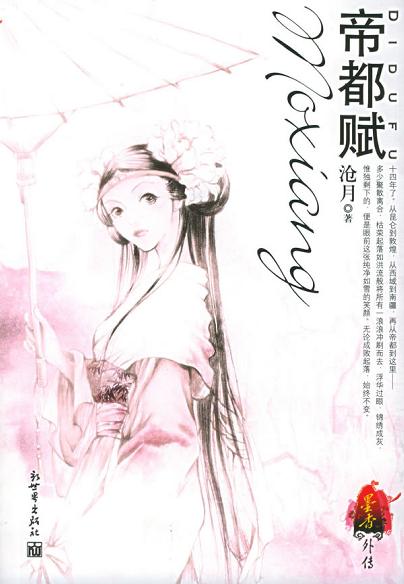 帝都赋
DIDUFU
沧月◎著
Moxiang
十四年了。从昆仑到敦煌,从西域到南疆,再从帝都到这里——
多少聚散离合,枯荣起落如洪流般将所有一浪浪冲刷而去,浮华过眼,锦绣成灰,
惟独剩下的,便是眼前这张纯净如雪的笑颜。无论成败起落,始终不变。
墨香
外传
新世界出版社